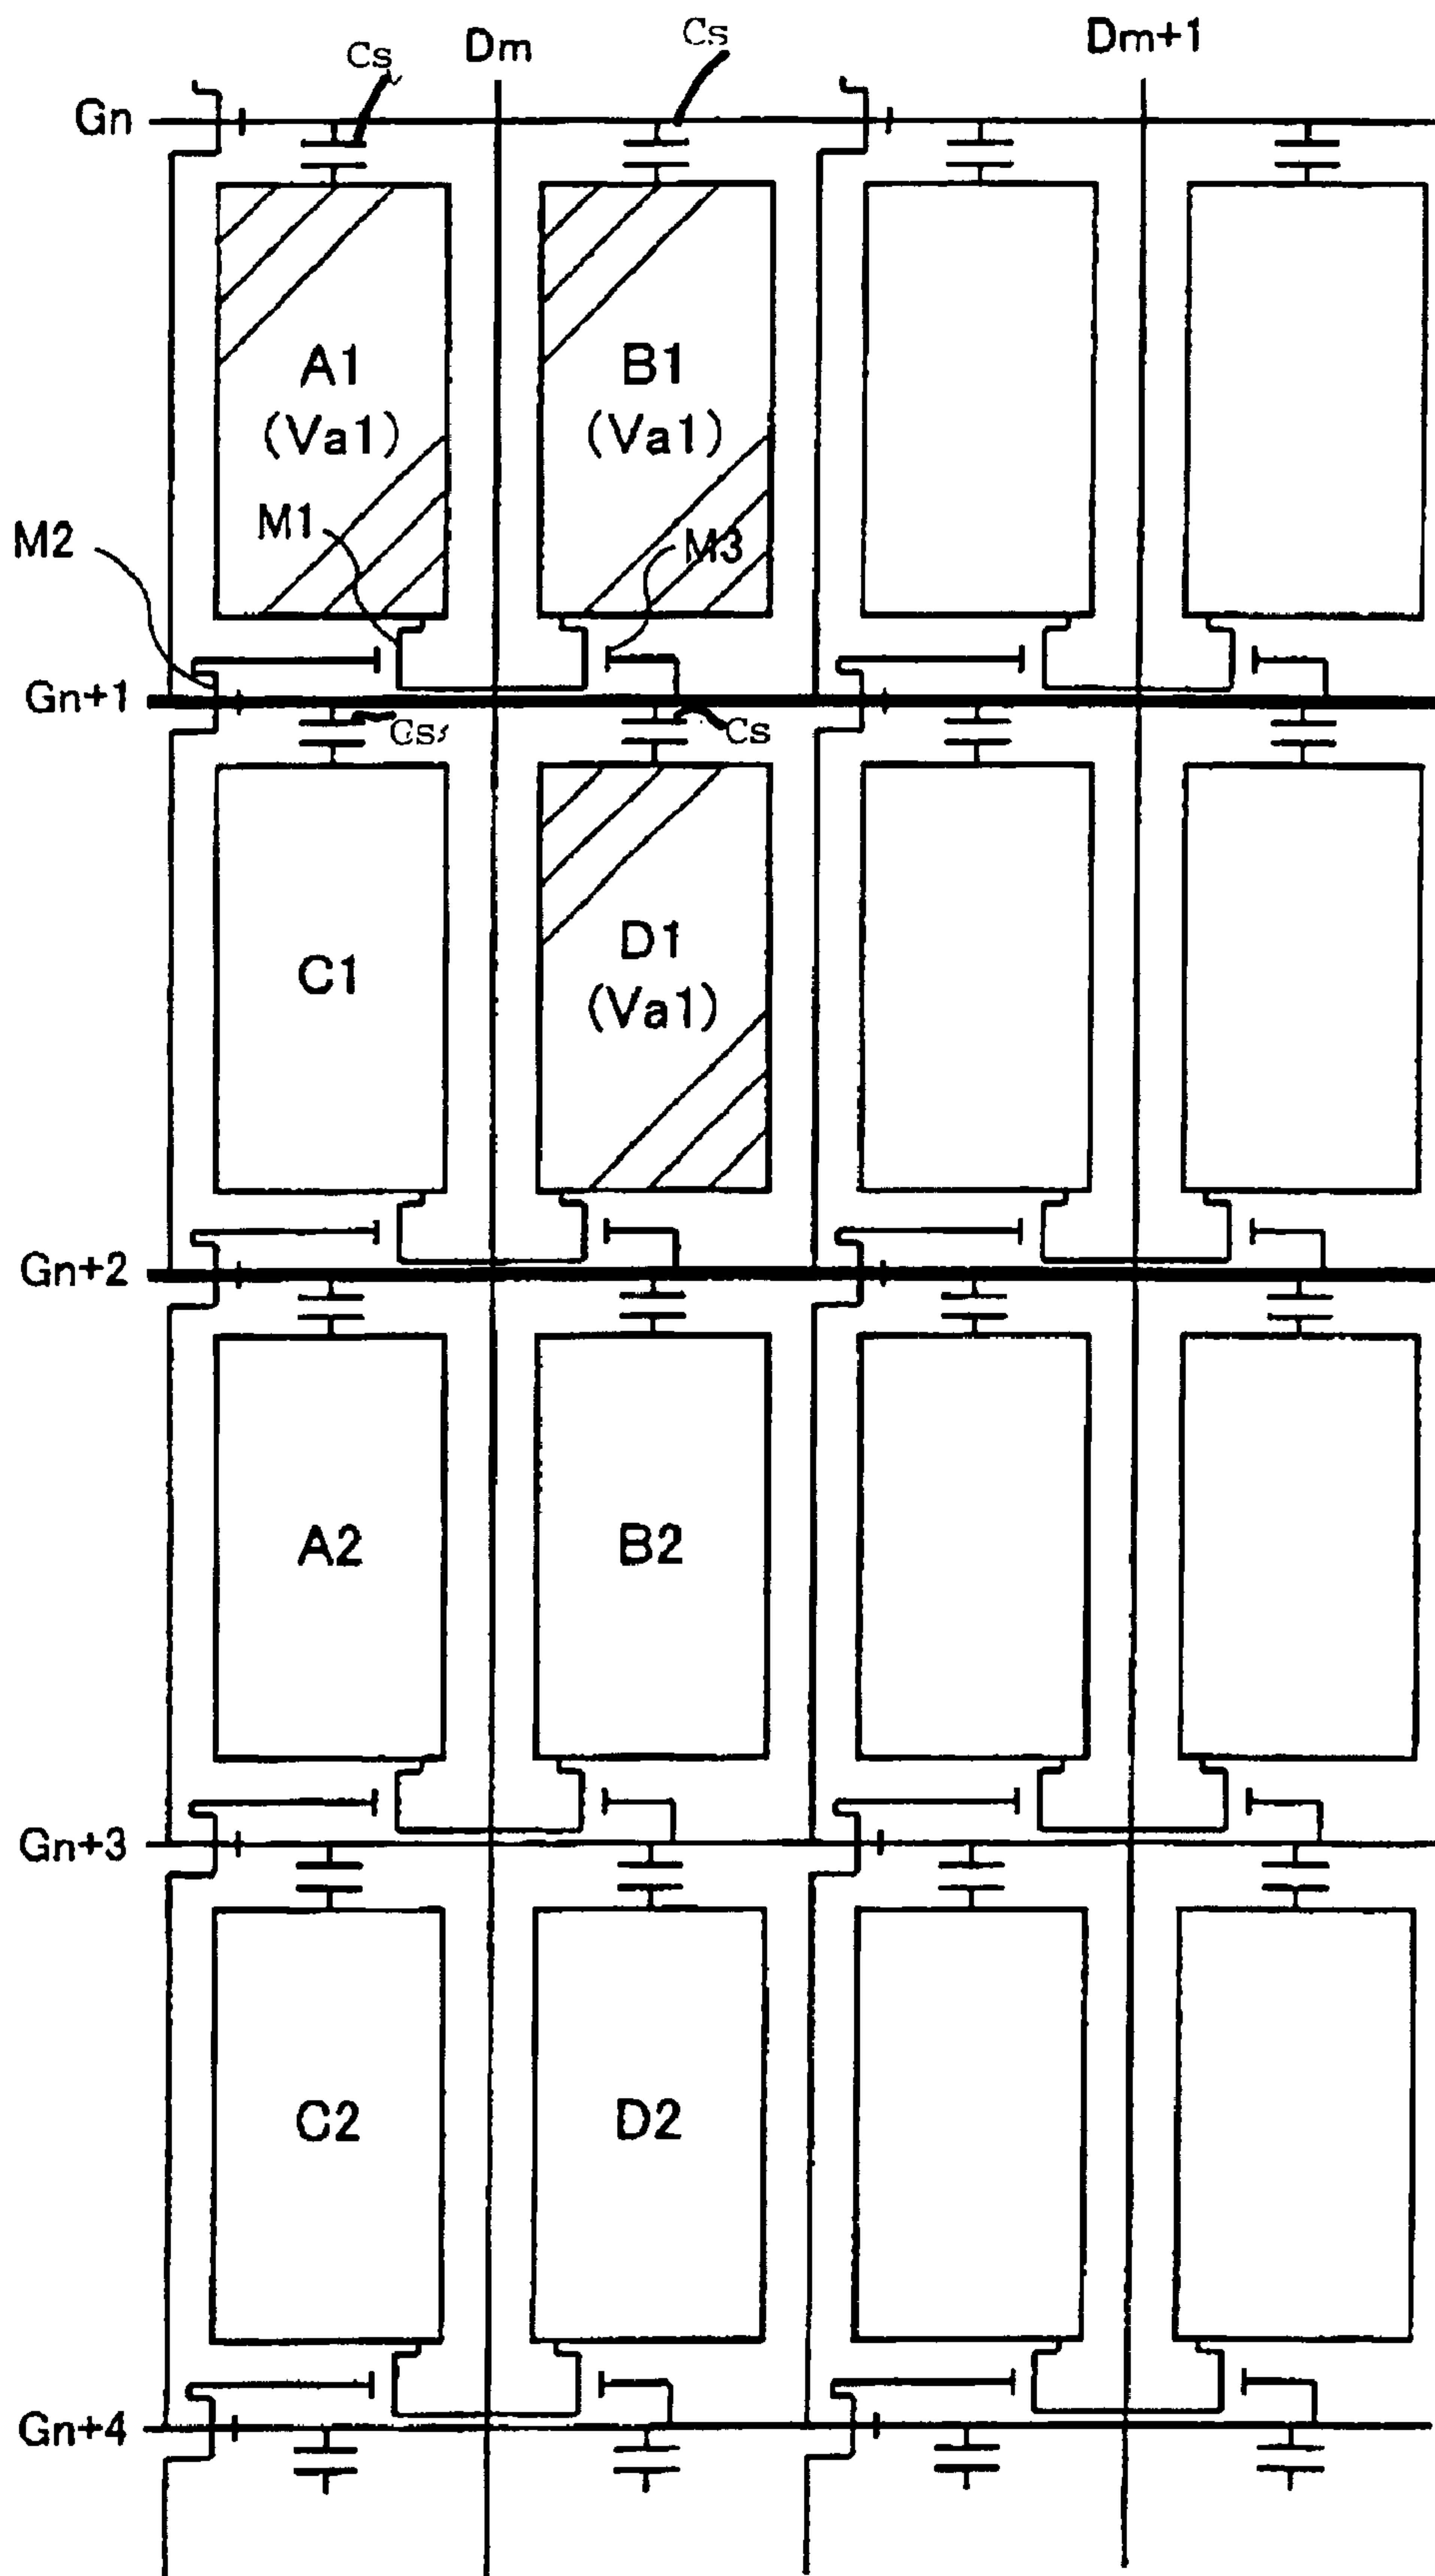 Cs
Dm
Cs
Dm+1
Gn
A1
(Va1)
B1
(Va1)
M1
M2
M3
Gn+1
Cs
Cs
C1
D1
(Va1)
Gn+2
A2
B2
Gn+3
C2
D2
Gn+4